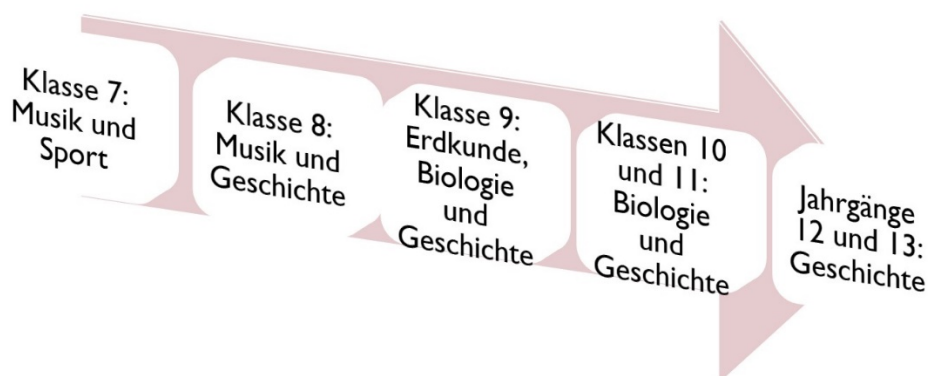 Klasse 7:
Musik und
Sport
Klasse 8:
Musik und
Geschichte
Klasse 9:
Erdkunde,
Biologie
und
Geschichte
Klassen 10
und 11:
Biologie
und
Geschichte
Jahrgänge
12 und 13:
Geschichte